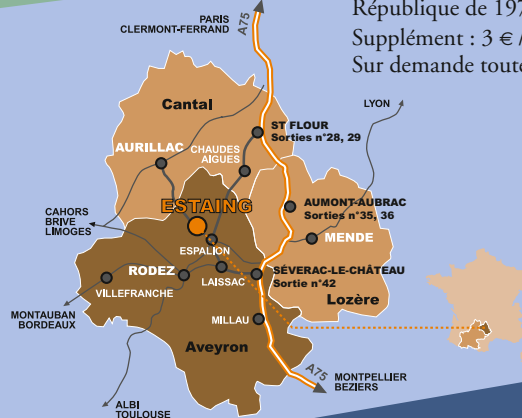 République de 197
Supplément : 3 € /
Sur demande toute
PARIS
CLERMONT-FERRAND
A75
LYON
Cantal
ST FLOUR
Sorties n°28, 29
AURILLAC
CHAUDES
AIGUES
ESTAING
AUMONT-AUBRAC
Sorties n°35, 36
CAHORS
BRIVE
LIMOGES
MENDE
ESPALION
RODEZ
LAISSAC
SÉVERAC-LE-CHÂTEAU
Sortie n°42
VILLEFRANCHE
Lozère
MONTAUBAN
BORDEAUX
MILLAU
Aveyron
A75
MONTPELLIER
BEZIERS
ALBI
TOULOUSE